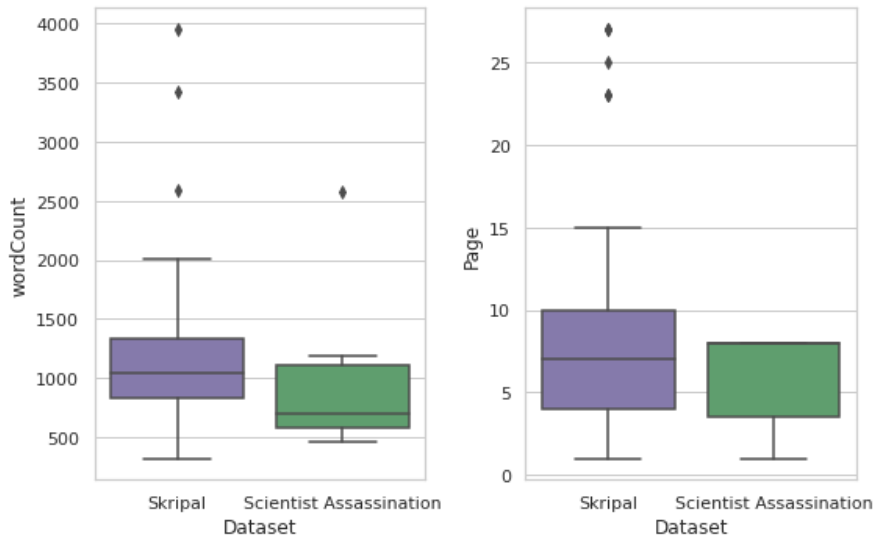 4000
3500
3000
2500
2000
1500
1000
500
wordCount
Skripal Scientist Assassination
Dataset
25
20
15
10
5
0
Page
Skripal Scientist Assassination
Dataset